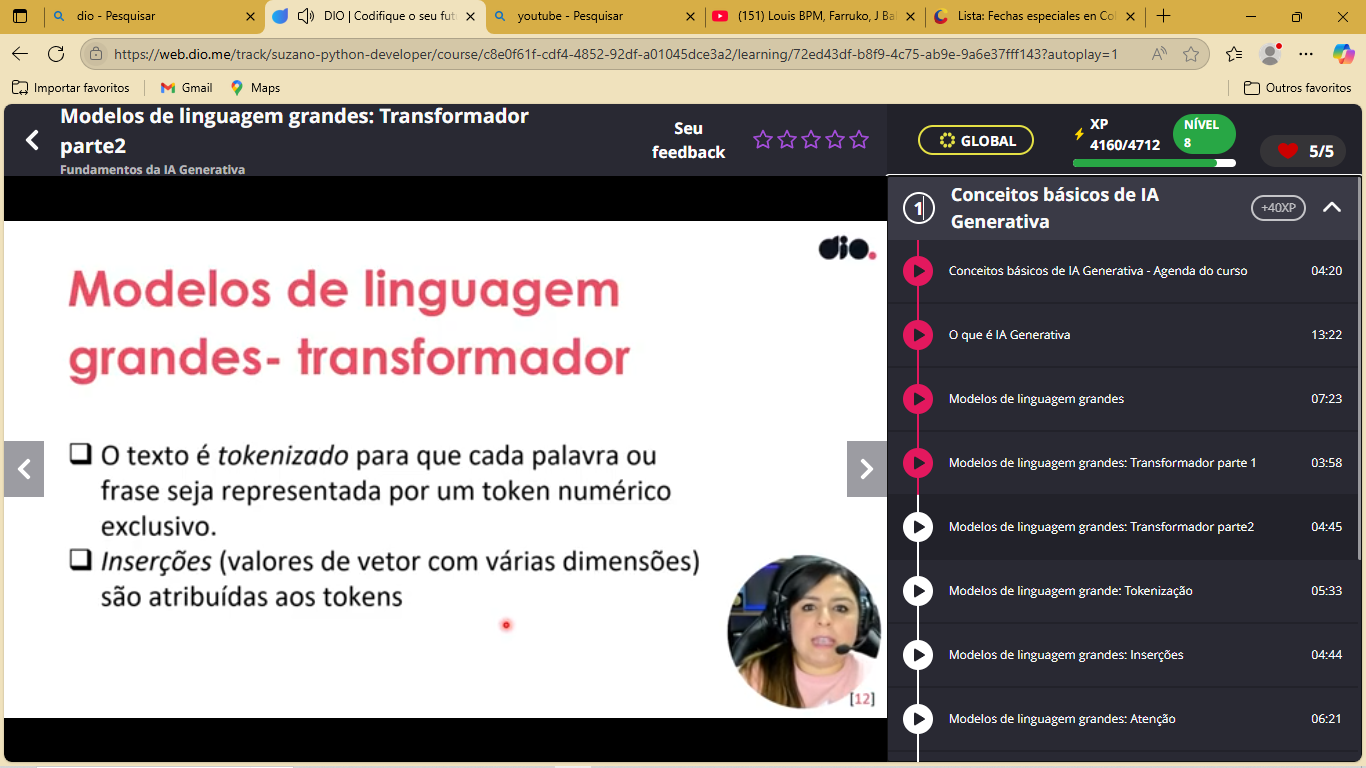 dio - Pesquisar
DIO | Codifique o seu fut
youtube - Pesquisar
(151) Louis BPM, Farruko, J Bal
Lista: Fechas especiales en Col
https://web.dio.me/track/suzano-python-developer/course/c8e0f61f-cdf4-4852-92df-a01045dce3a2/learning/72ed43df-b8f9-4c75-ab9e-9a6e37fff143?autoplay=1
Importar favoritos
Gmail
Maps
Outros favoritos
Modelos de linguagem grandes: Transformador
parte2
Fundamentos da IA Generativa
Seu
feedback
GLOBAL
XP
4160/4712
NÍVEL
8
5/5
dio.
Modelos de linguagem
grandes- transformador
O texto é tokenizado para que cada palavra ou
frase seja representada por um token numérico
exclusivo.
Inserções (valores de vetor com várias dimensões)
são atribuídas aos tokens
[12]
1
Conceitos básicos de IA
Generativa
+40XP
Conceitos básicos de IA Generativa - Agenda do curso 04:20
O que é IA Generativa 13:22
Modelos de linguagem grandes 07:23
Modelos de linguagem grandes: Transformador parte 1 03:58
Modelos de linguagem grandes: Transformador parte2 04:45
Modelos de linguagem grande: Tokenização 05:33
Modelos de linguagem grandes: Inserções 04:44
Modelos de linguagem grandes: Atenção 06:21